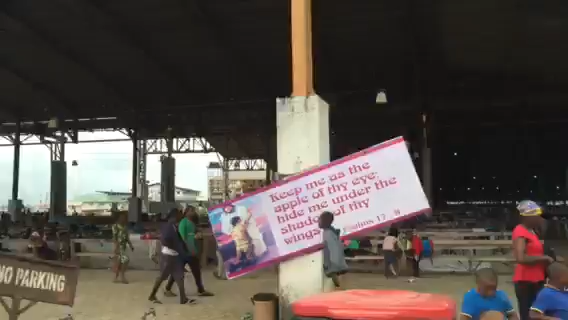 Keep me as the
apple of thy eye:
hide me under the
shadow of thy
wings. Psalms 17 . 8
NO PARKING